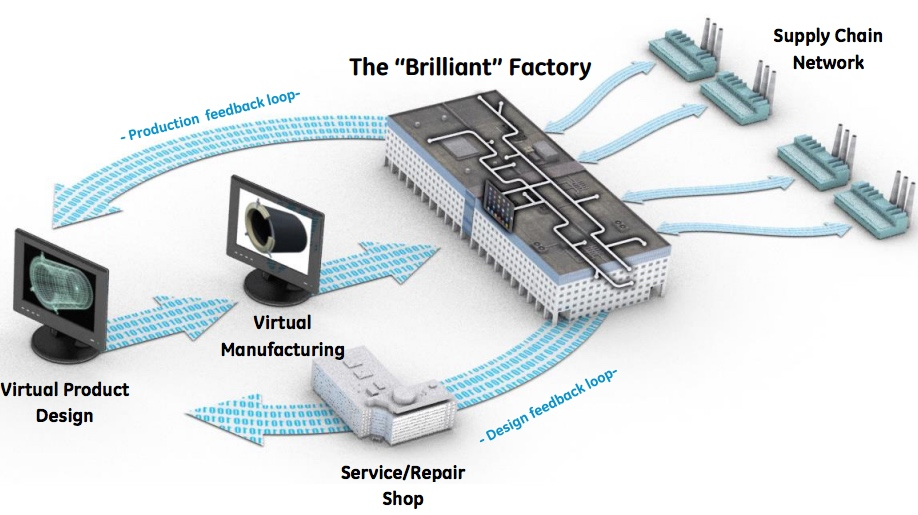 The “Brilliant” Factory
Supply Chain
Network
- Production feedback loop-
Virtual
Manufacturing
Virtual Product
Design
- Design feedback loop-
Service/Repair
Shop